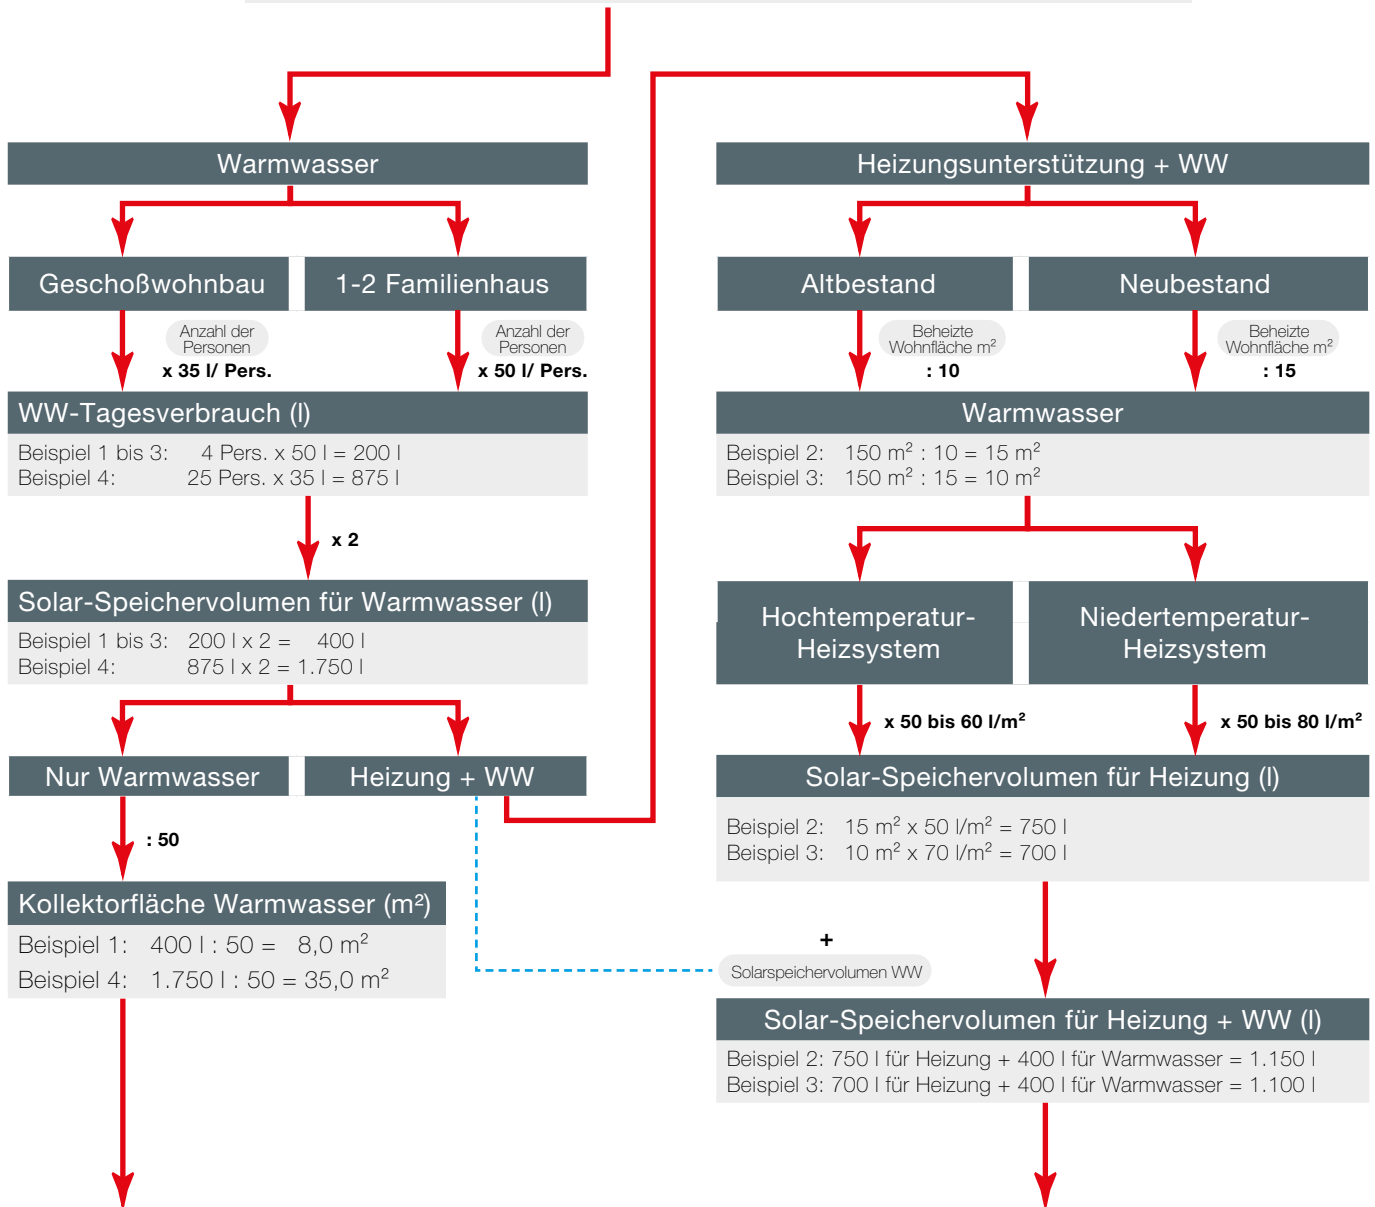 Warmwasser
Geschoßwohnbau
1-2 Familienhaus
Anzahl der
Personen
x 35 l/ Pers.
Anzahl der
Personen
x 50 l/ Pers.
WW-Tagesverbrauch (l)
Beispiel 1 bis 3: 4 Pers. x 50 l = 200 l
Beispiel 4: 25 Pers. x 35 l = 875 l
x 2
Solar-Speichervolumen für Warmwasser (l)
Beispiel 1 bis 3: 200 l x 2 = 400 l
Beispiel 4: 875 l x 2 = 1.750 l
Nur Warmwasser
Heizung + WW
: 50
Kollektorfläche Warmwasser (m²)
Beispiel 1: 400 l : 50 = 8,0 m²
Beispiel 4: 1.750 l : 50 = 35,0 m²
Heizungsunterstützung + WW
Altbestand
Neubestand
Beheizte
Wohnfläche m²
: 10
Beheizte
Wohnfläche m²
: 15
Warmwasser
Beispiel 2: 150 m² : 10 = 15 m²
Beispiel 3: 150 m² : 15 = 10 m²
Hochtemperatur-
Heizsystem
Niedertemperatur-
Heizsystem
x 50 bis 60 l/m²
x 50 bis 80 l/m²
Solar-Speichervolumen für Heizung (l)
Beispiel 2: 15 m² x 50 l/m² = 750 l
Beispiel 3: 10 m² x 70 l/m² = 700 l
+
Solarspeichervolumen WW
Solar-Speichervolumen für Heizung + WW (l)
Beispiel 2: 750 l für Heizung + 400 l für Warmwasser = 1.150 l
Beispiel 3: 700 l für Heizung + 400 l für Warmwasser = 1.100 l